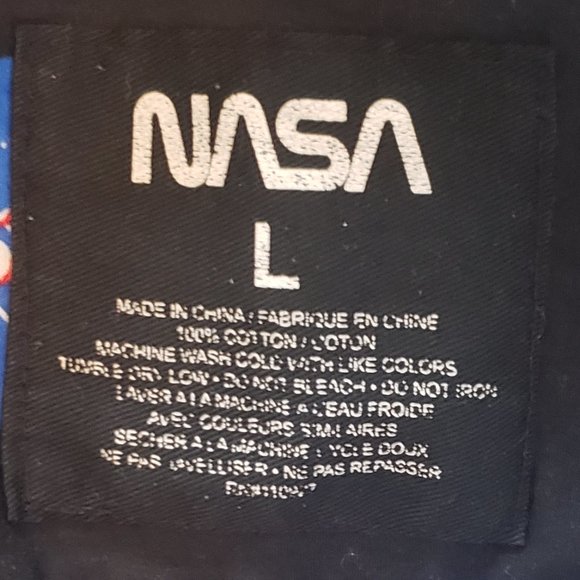 NASA
L
MADE IN CHINA / FABRIQUE EN CHINE
100% COTTON / COTON
MACHINE WASH COLD WITH LIKE COLORS
TUMBLE DRY LOW • DO NOT BLEACH • DO NOT IRON
LAVER A LA MACHINE A L'EAU FROIDE
AVEC COULEURS SIMILAIRES
SECHER A LA MACHINE CYCLE DOUX
NE PAS • NE PAS REPASSER